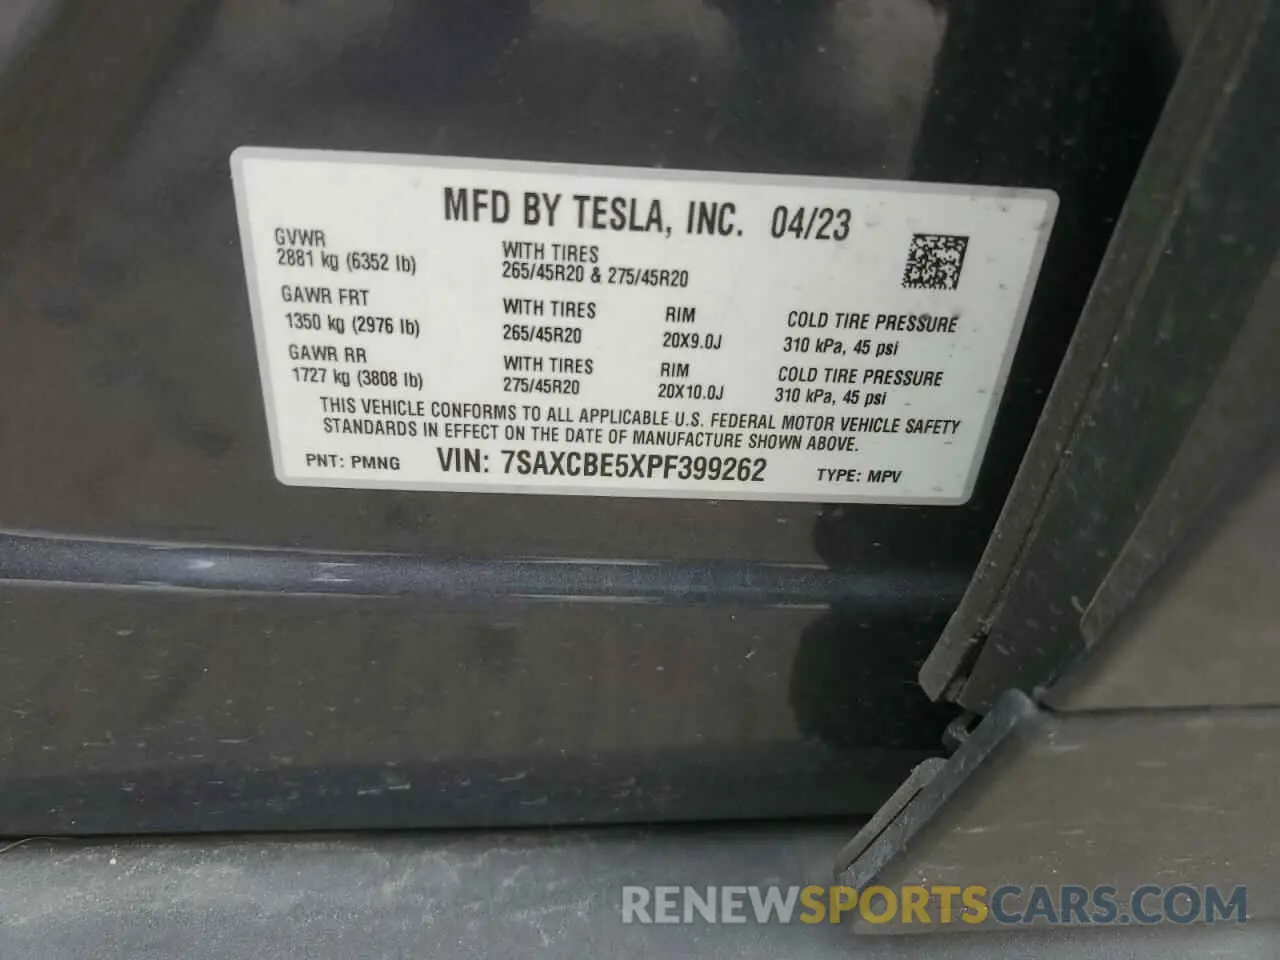 MFD BY TESLA, INC. 04/23
GVWR
2881 kg (6352 lb)
WITH TIRES
265/45R20 & 275/45R20
GAWR FRT
1350 kg (2976 lb)
WITH TIRES
265/45R20
RIM
20X9.0J
COLD TIRE PRESSURE
310 kPa, 45 psi
GAWR RR
1727 kg (3808 lb)
WITH TIRES
275/45R20
RIM
20X10.0J
COLD TIRE PRESSURE
310 kPa, 45 psi
THIS VEHICLE CONFORMS TO ALL APPLICABLE U.S. FEDERAL MOTOR VEHICLE SAFETY
STANDARDS IN EFFECT ON THE DATE OF MANUFACTURE SHOWN ABOVE.
PNT: PMNG VIN: 7SAXCBE5XPF399262 TYPE: MPV
RENEWSPORTSCARS.COM